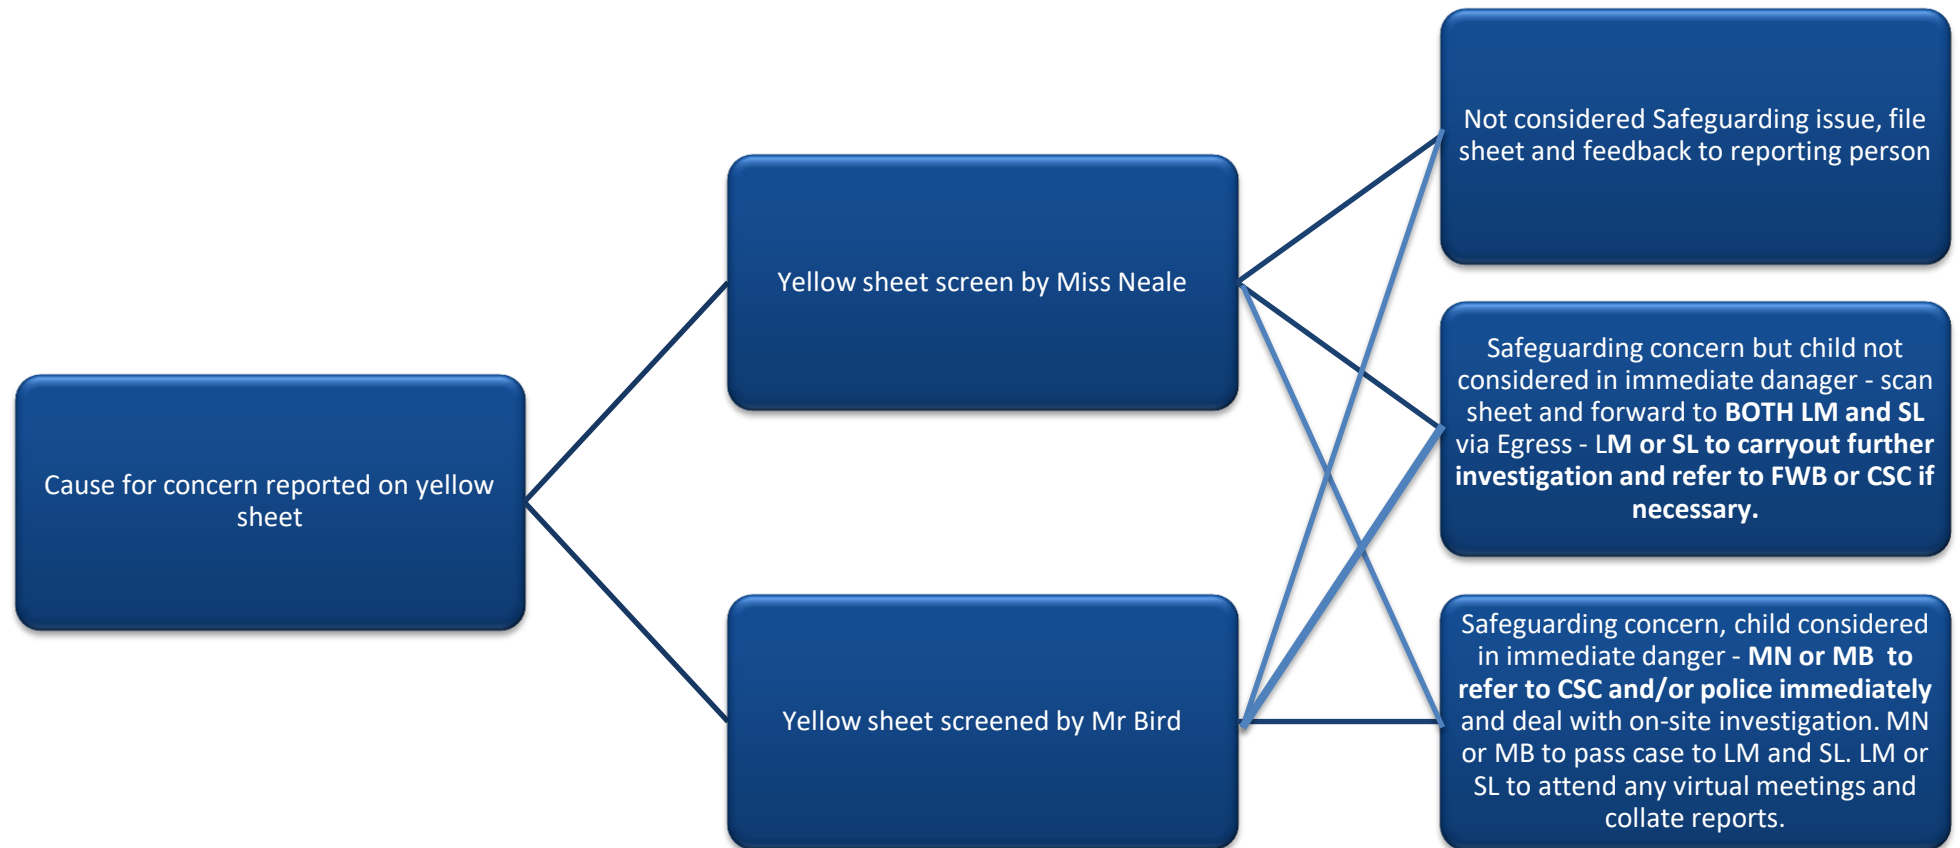 Cause for concern reported on yellow
sheet
Yellow sheet screen by Miss Neale
Yellow sheet screened by Mr Bird
Not considered Safeguarding issue, file
sheet and feedback to reporting person
Safeguarding concern but child not
considered in immediate danager - scan
sheet and forward to BOTH LM and SL
via Egress - LM or SL to carryout further
investigation and refer to FWB or CSC if
necessary.
Safeguarding concern, child considered
in immediate danger - MN or MB to
refer to CSC and/or police immediately
and deal with on-site investigation. MN
or MB to pass case to LM and SL. LM or
SL to attend any virtual meetings and
collate reports.